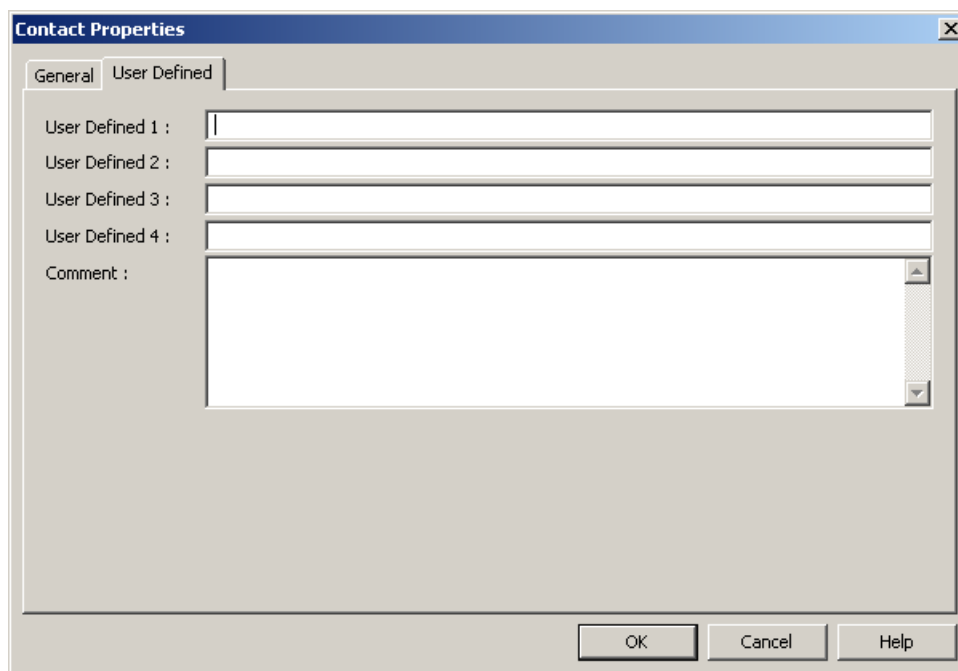 Contact Properties
General User Defined
User Defined 1 :
User Defined 2 :
User Defined 3 :
User Defined 4 :
Comment :
OK Cancel Help